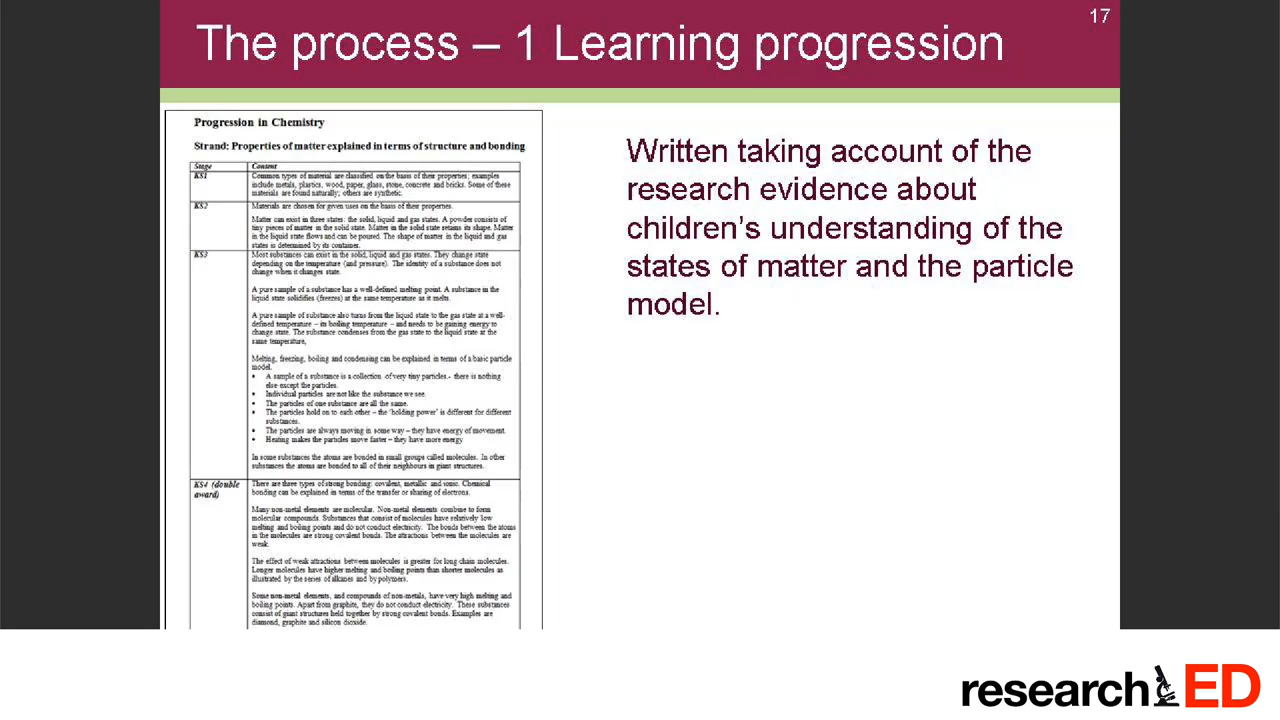 17
The process – 1 Learning progression
Progression in Chemistry
Strand: Properties of matter explained in terms of structure and bonding
Stage Content
KS1 Common types of material are classified on the basis of their properties; examples
include metals, plastics, wood, paper, glass, stone, concrete and bricks. Some of these
materials are found naturally; others are synthetic.
KS2 Materials are chosen for given uses on the basis of their properties.
Matter can exist in three states: the solid, liquid and gas states. A powder consists of
tiny pieces of matter in the solid state. Matter in the solid state retains its shape. Matter
in the liquid state flows and can be poured. The shape of matter in the liquid and gas
states is determined by its container.
KS3 Most substances can exist in the solid, liquid and gas states. They change state
depending on the temperature (and pressure). The identity of a substance does not
change when it changes state.
A pure sample of a substance has a well-defined melting point. A substance in the
liquid state solidifies (freezes) at the same temperature as it melts.
A pure sample of substance also turns from the liquid state to the gas state at a well-
defined temperature – its boiling temperature – and needs to be gaining energy to
change state. The substance condenses from the gas state to the liquid state at the
same temperature,
Melting, freezing, boiling and condensing can be explained in terms of a basic particle
model.
• A sample of a substance is a collection of very tiny particles.- there is nothing
else except the particles.
• Individual particles are not like the substance we see.
• The particles of one substance are all the same.
• The particles hold on to each other – the 'holding power' is different for different
substances.
• The particles are always moving in some way – they have energy of movement.
• Heating makes the particles move faster – they have more energy
In some substances the atoms are bonded in small groups called molecules. In other
substances the atoms are bonded to all of their neighbours in giant structures.
KS4 (double There are three types of strong bonding: covalent, metallic and ionic. Chemical
award) bonding can be explained in terms of the transfer or sharing of electrons.
Many non-metal elements are molecular. Non-metal elements combine to form
molecular compounds. Substances that consist of molecules have relatively low
melting and boiling points and do not conduct electricity. The bonds between the atoms
in the molecules are strong covalent bonds. The attractions between the molecules are
weak.
The effect of weak attractions between molecules is greater for long chain molecules.
Longer molecules have higher melting and boiling points than shorter molecules as
illustrated by the series of alkanes and by polymers.
Some non-metal elements, and compounds of non-metals, have very high melting and
boiling points. Apart from graphite, they do not conduct electricity. These substances
consist of giant structures held together by strong covalent bonds. Examples are
diamond, graphite and silicon dioxide.
Written taking account of the
research evidence about
children's understanding of the
states of matter and the particle
model.
researchED